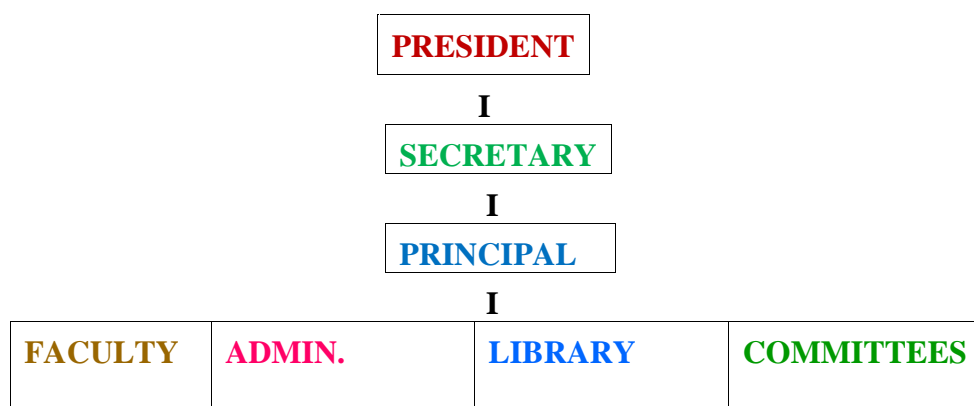 PRESIDENT
I
SECRETARY
I
PRINCIPAL
I
FACULTY ADMIN. LIBRARY COMMITTEES